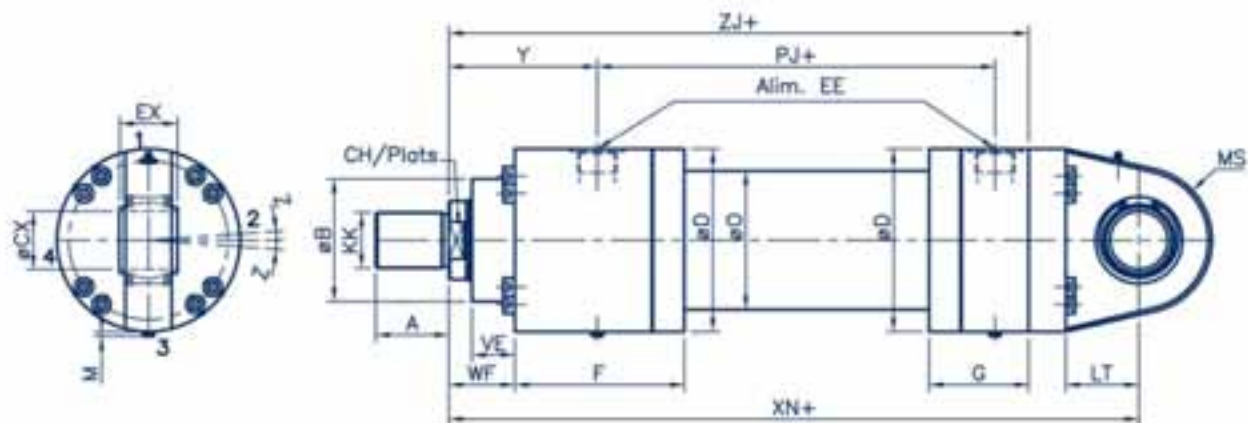 ZJ+
Y
PJ+
Alim. EE
EX
1
CH/Plats
MS
Z
2
øCX
4
Z
øB
KK
øD
øO
øD
A
VE
M
3
WF
F
G
LT
XN+